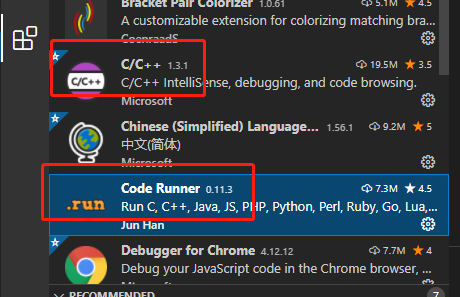 Bracket Pair Colorizer 1.0.61 5.3M 4.5
A customizable extension for colorizing matching bra...
CoenraadS
C/C++ 1.3.1 19.5M 3.5
C/C++
C/C++ IntelliSense, debugging, and code browsing.
Microsoft
Chinese (Simplified) Language... 1.56.1 9.2M 5
中文(简体)
Microsoft
Code Runner 0.11.3 7.3M 4.5
.run
Run C, C++, Java, JS, PHP, Python, Perl, Ruby, Go, Lua,...
Jun Han
Debugger for Chrome 4.12.12 7.7M 4
Debug your JavaScript code in the Chrome browser, ...
Microsoft
RECOMMENDED 7